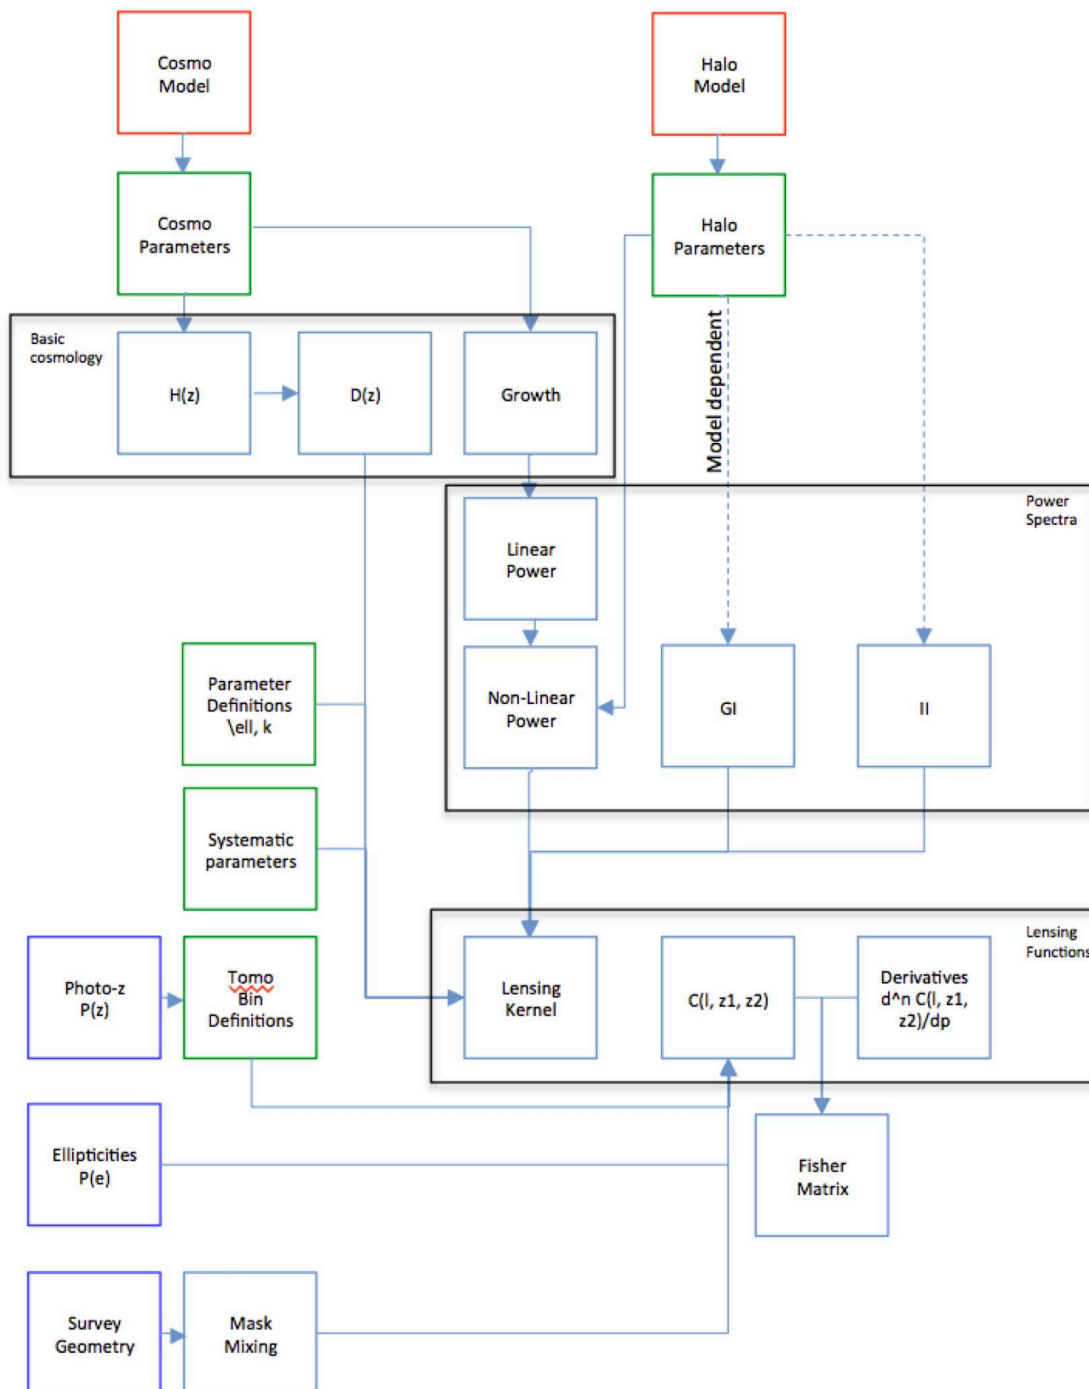 Cosmo
Model
Halo
Model
Cosmo
Parameters
Halo
Parameters
Basic
cosmology
H(z)
D(z)
Growth
Model dependent
Power
Spectra
Linear
Power
Parameter
Definitions
\ell, k
Non-Linear
Power
GI
II
Systematic
parameters
Lensing
Functions
Photo-z
P(z)
Tomo
Bin
Definitions
Lensing
Kernel
C(l, z1, z2)
Derivatives
d^n C(l, z1,
z2)/dp
Ellipticities
P(e)
Fisher
Matrix
Survey
Geometry
Mask
Mixing